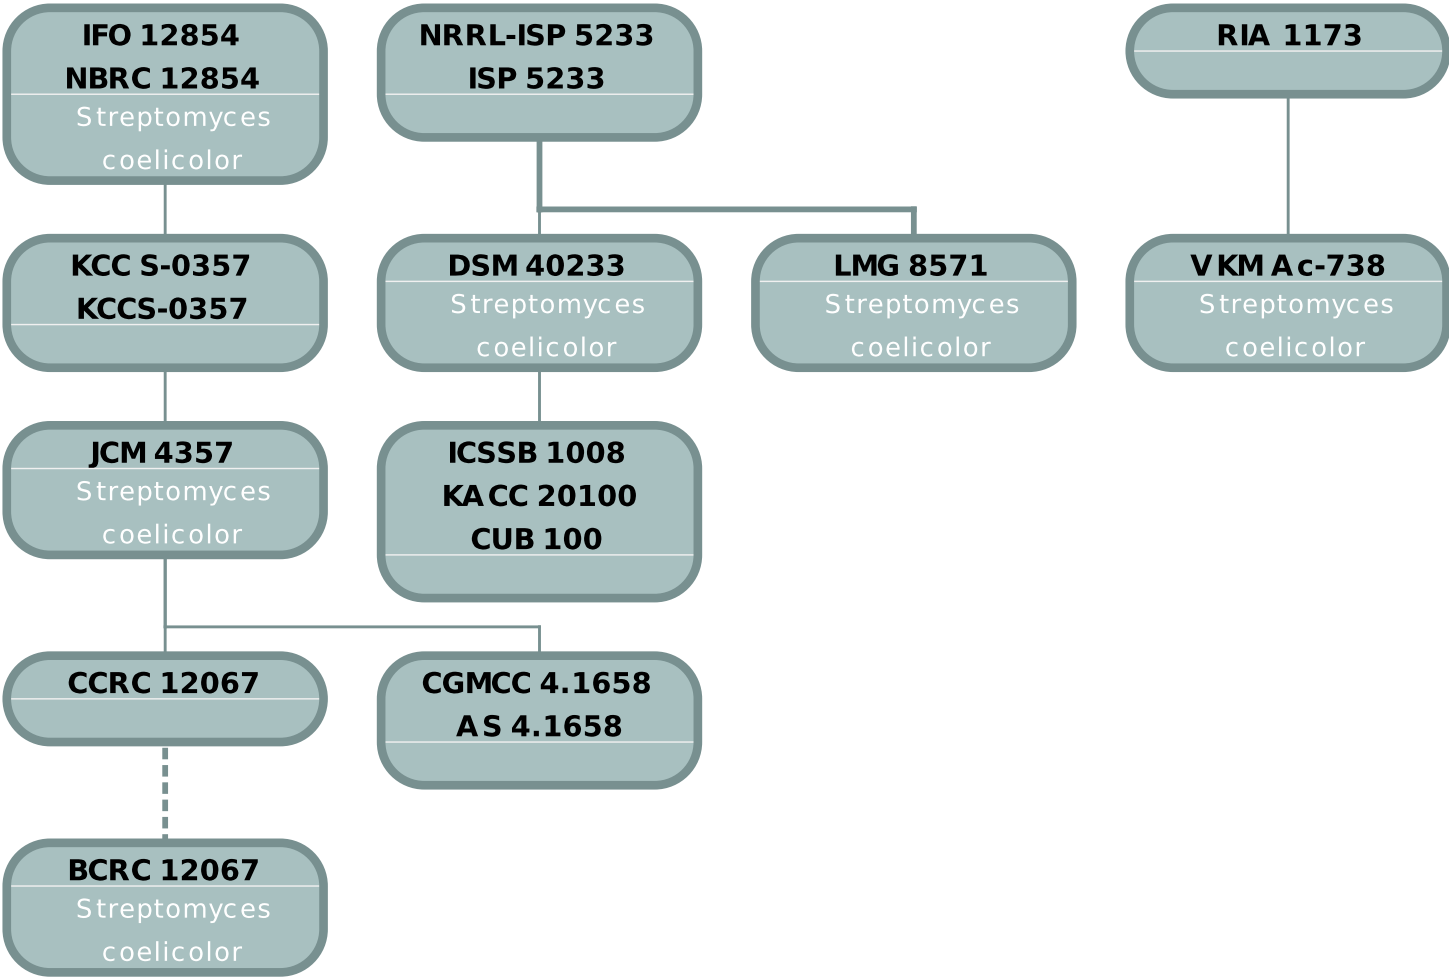 IFO 12854
NBRC 12854
Streptomyces
coelicolor
NRRL-ISP 5233
ISP 5233
RIA 1173
KCC S-0357
KCCS-0357
DSM 40233
Streptomyces
coelicolor
LMG 8571
Streptomyces
coelicolor
VKM Ac-738
Streptomyces
coelicolor
JCM 4357
Streptomyces
coelicolor
ICSSB 1008
KACC 20100
CUB 100
CCRC 12067
CGMCC 4.1658
AS 4.1658
BCRC 12067
Streptomyces
coelicolor